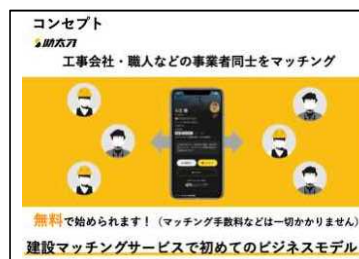 コンセプト
助太刀
工事会社・職人などの事業者同士をマッチング
無料で始められます！（マッチング手数料などは一切かかりません）
建設マッチングサービスで初めてのビジネスモデル